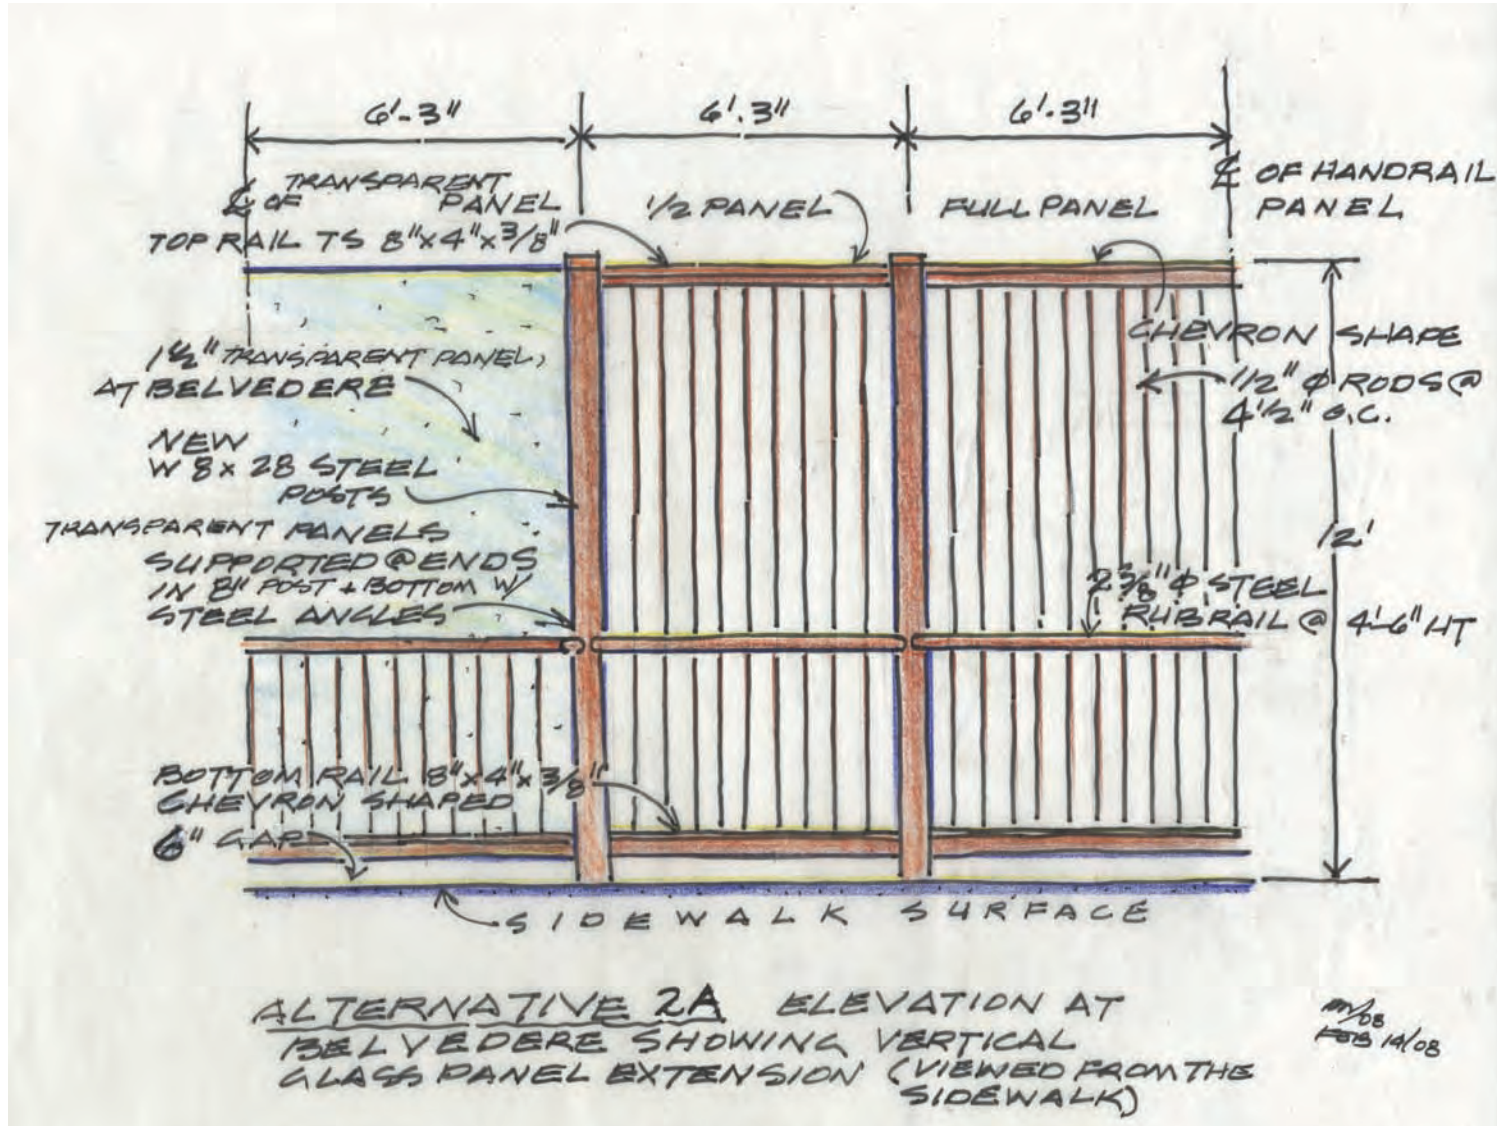 6'-3" 6'-3" 6'-3"
TRANSPARENT
℄ OF PANEL
TOP RAIL TS 8"x4"x3/8"
1/2 PANEL
FULL PANEL
℄ OF HANDRAIL
PANEL
CHEVRON SHAPE
1/2" ⌀ RODS @
4 1/2" O.C.
1 1/2" TRANSPARENT PANEL,
AT BELVEDERE
NEW
W 8 x 28 STEEL
POSTS
TRANSPARENT PANELS
SUPPORTED @ ENDS
IN 8" POST + BOTTOM W/
STEEL ANGLES
12'
2 3/8" ⌀ STEEL
RUB RAIL @ 4'-6" HT
BOTTOM RAIL 8"x4"x3/8"
CHEVRON SHAPED
6" GAP
SIDEWALK SURFACE
ALTERNATIVE 2A ELEVATION AT
BELVEDERE SHOWING VERTICAL
GLASS PANEL EXTENSION (VIEWED FROM THE
SIDEWALK)
FEB 14/08